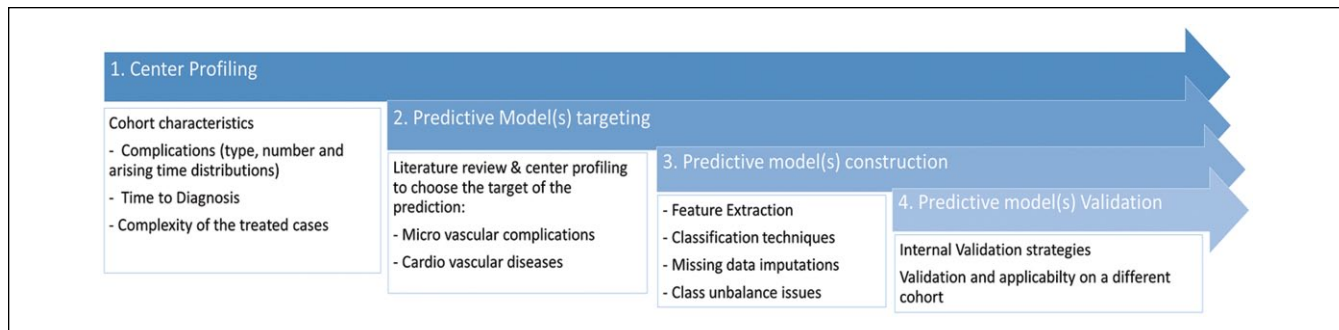 1. Center Profiling
Cohort characteristics
- Complications (type, number and
arising time distributions)
- Time to Diagnosis
- Complexity of the treated cases
2. Predictive Model(s) targeting
Literature review & center profiling
to choose the target of the
prediction:
- Micro vascular complications
- Cardio vascular diseases
3. Predictive model(s) construction
- Feature Extraction
- Classification techniques
- Missing data imputations
- Class unbalance issues
4. Predictive model(s) Validation
Internal Validation strategies
Validation and applicabilty on a different
cohort